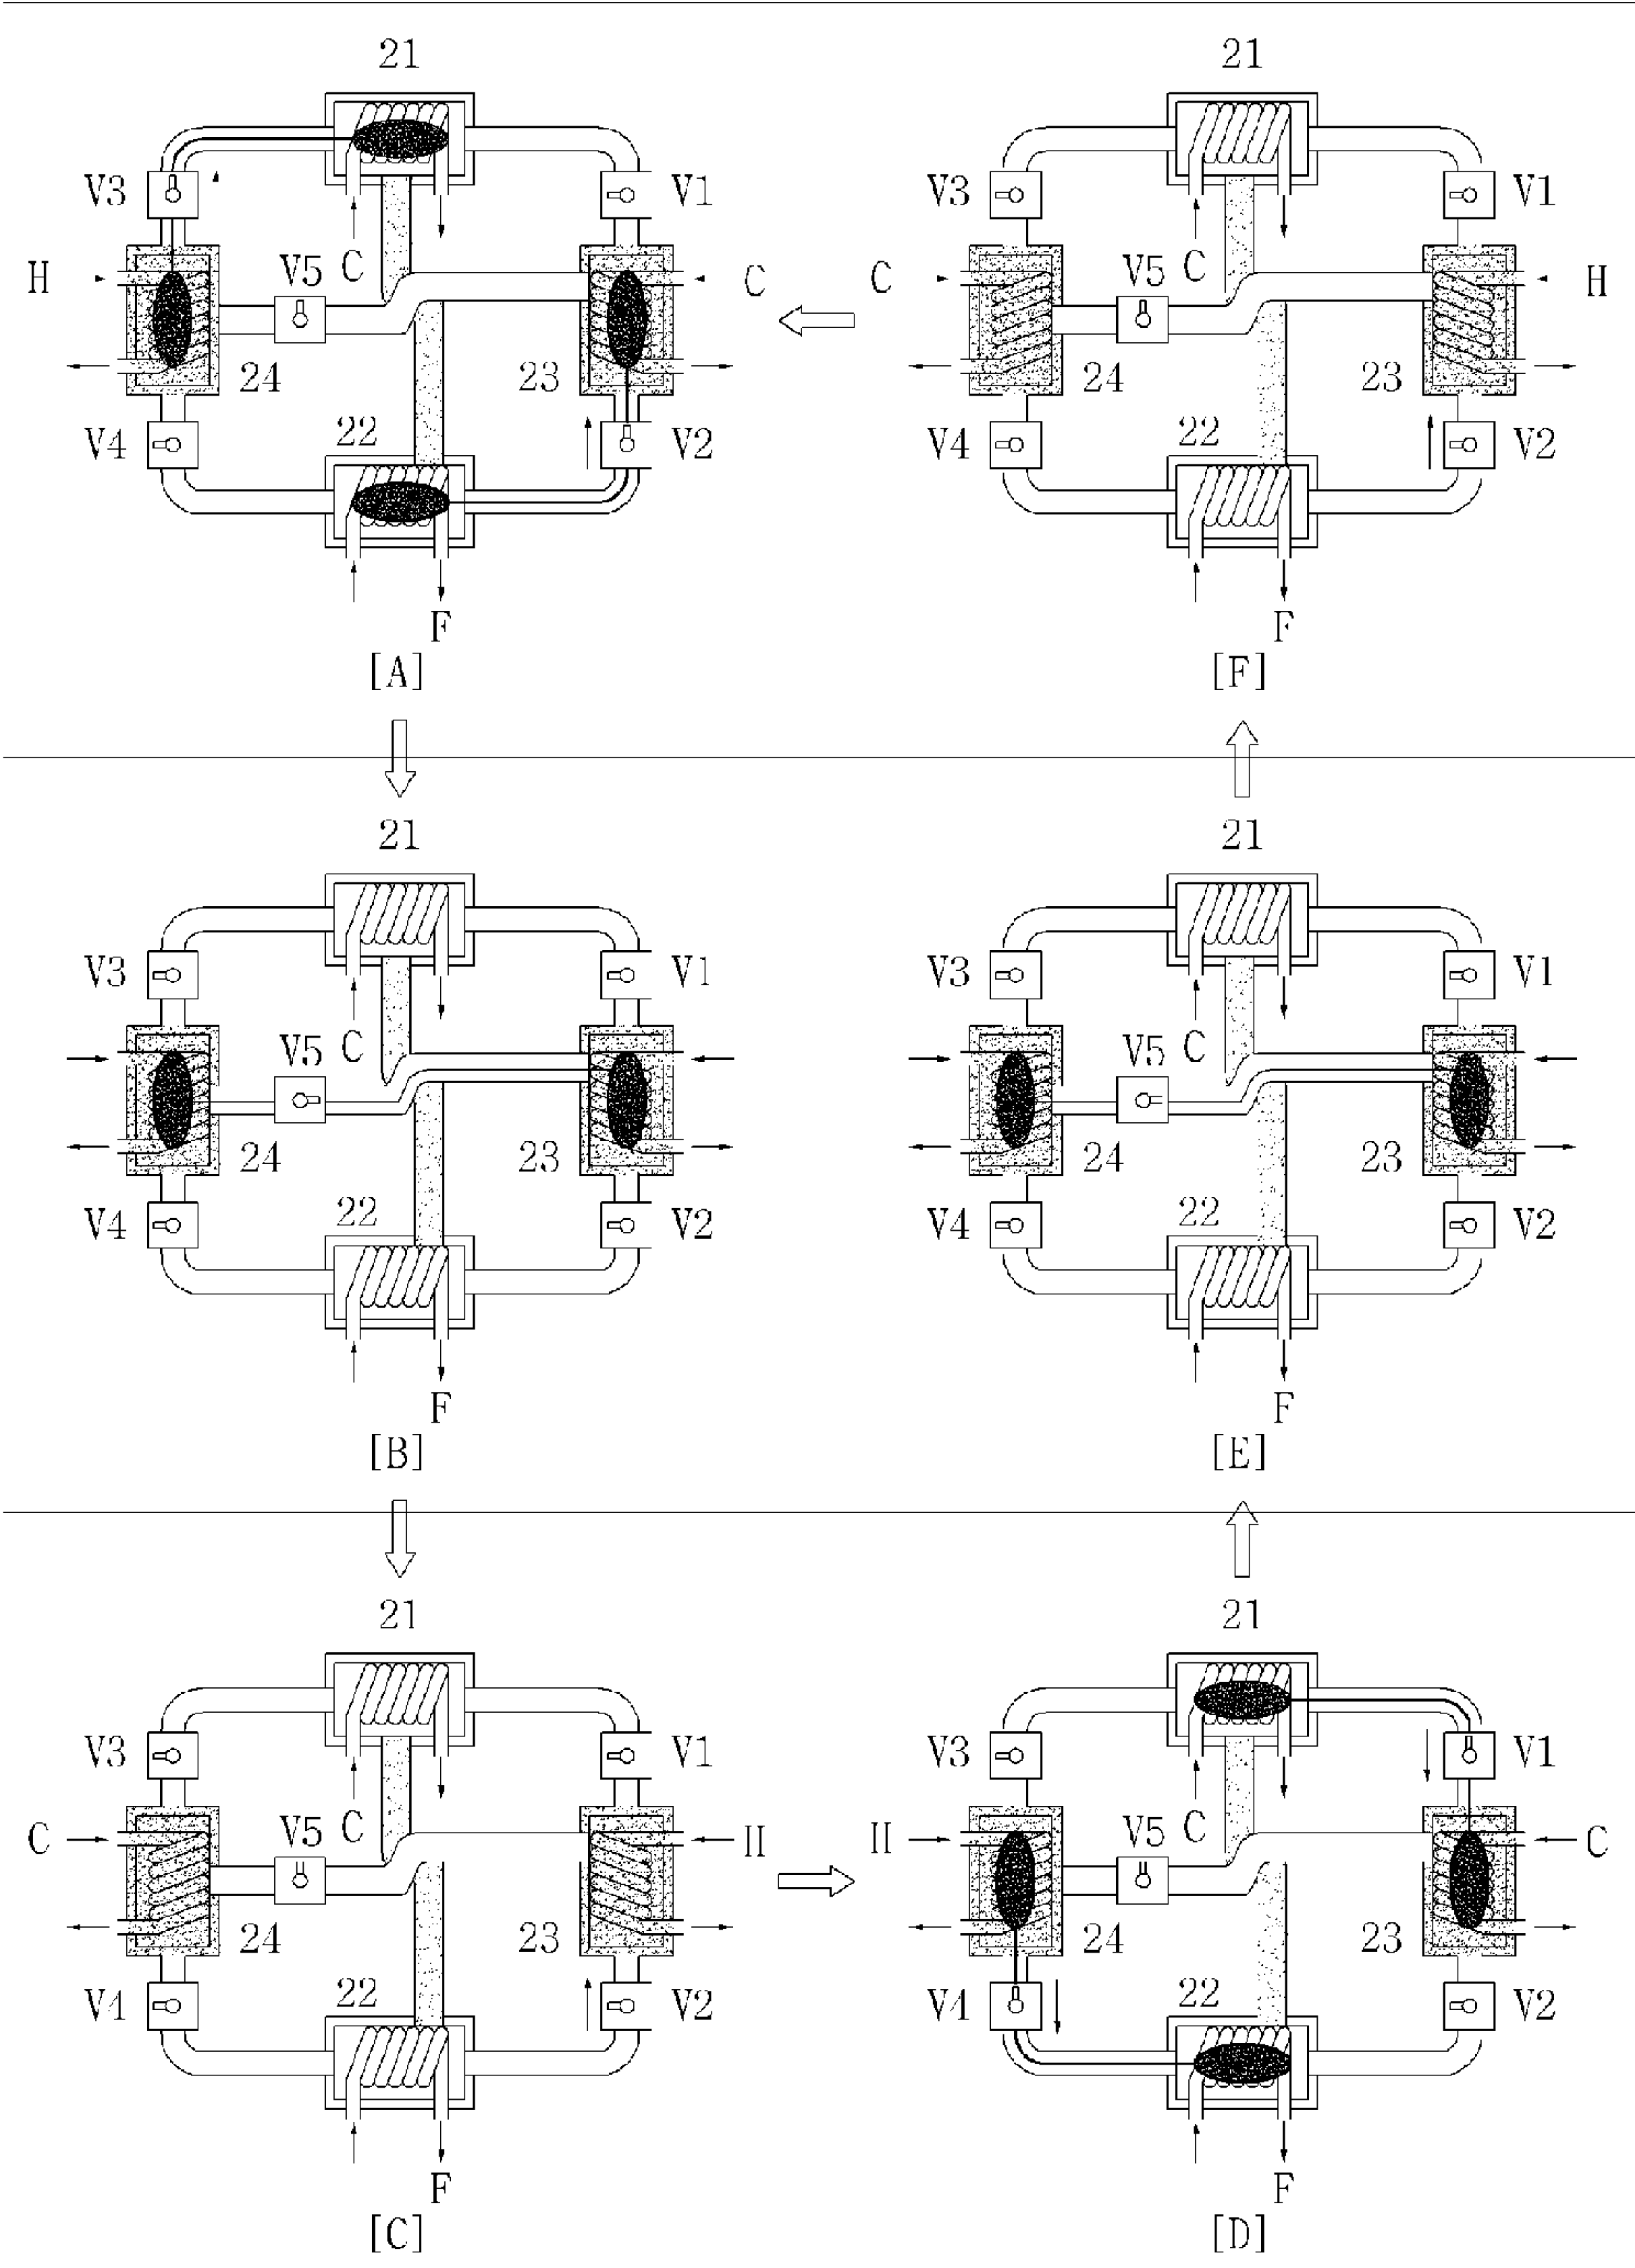 21 21
V3 V1 V3 V1
H V5 C C C V5 C H
24 23 24 23
V4 22 V2 V4 22 V2
F F
[A] [F]
21 21
V3 V1 V3 V1
V5 C V5 C
24 23 24 23
V4 22 V2 V4 22 V2
F F
[B] [E]
21 21
V3 V1 V3 V1
C V5 C H H V5 C C
24 23 24 23
V4 22 V2 V4 22 V2
F F
[C] [D]